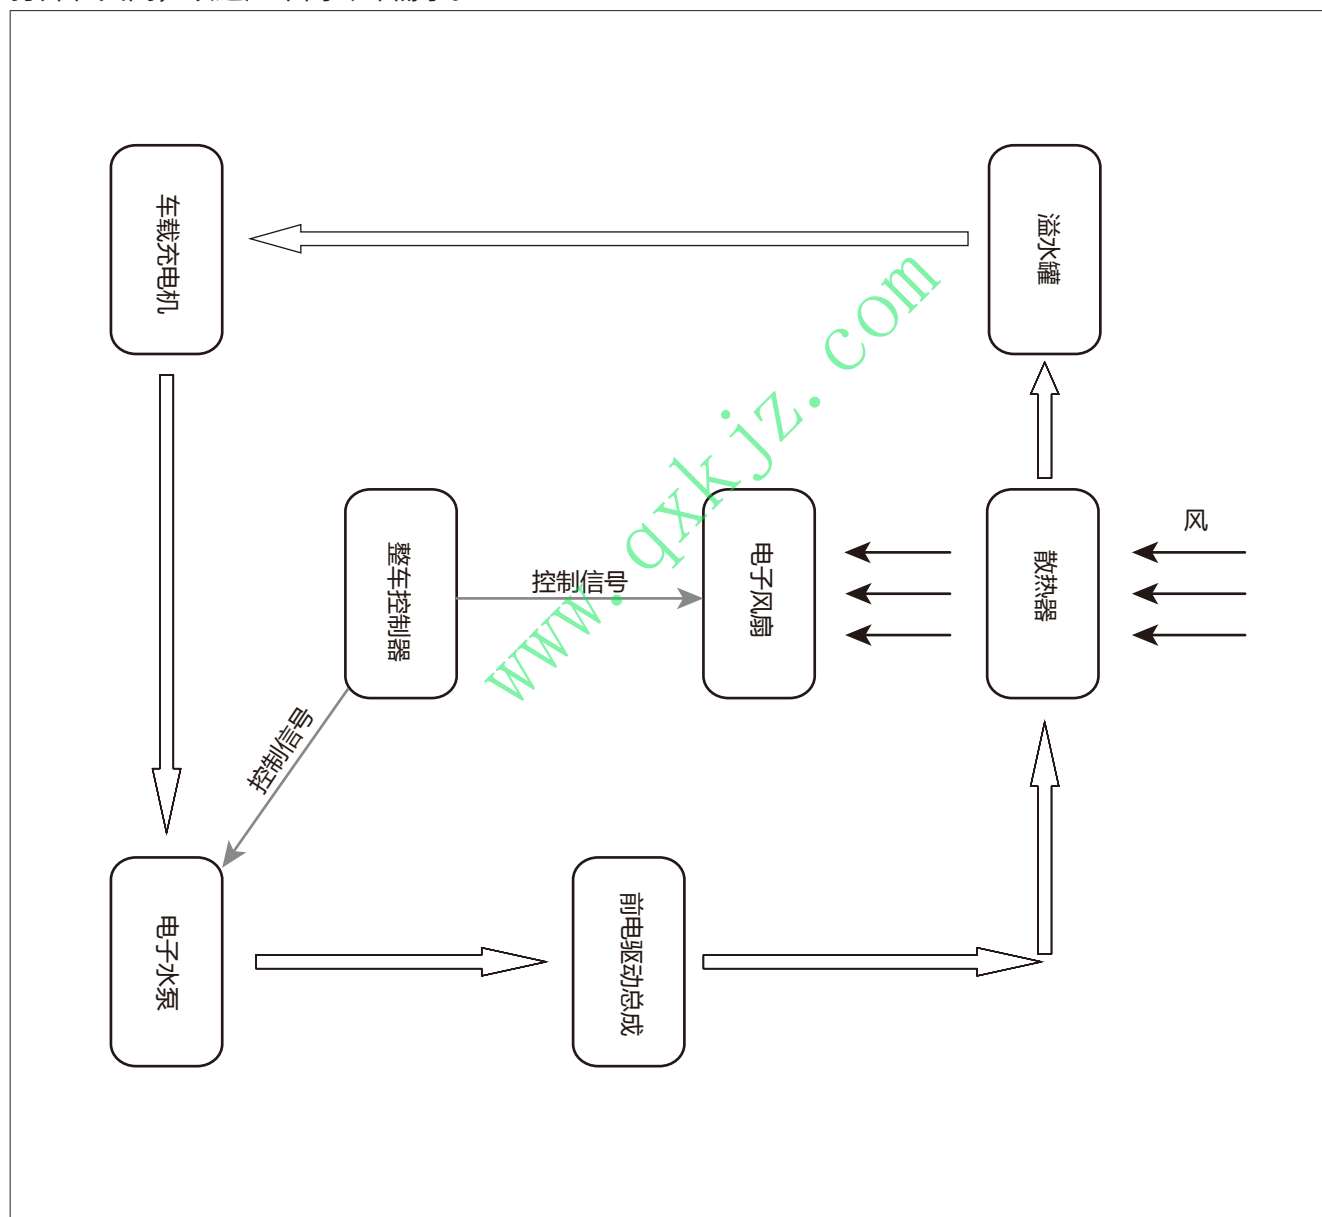 车载充电机
溢水罐
www.qxkjz.com
整车控制器
控制信号
电子风扇
散热器
风
控制信号
电子水泵
前电驱动总成